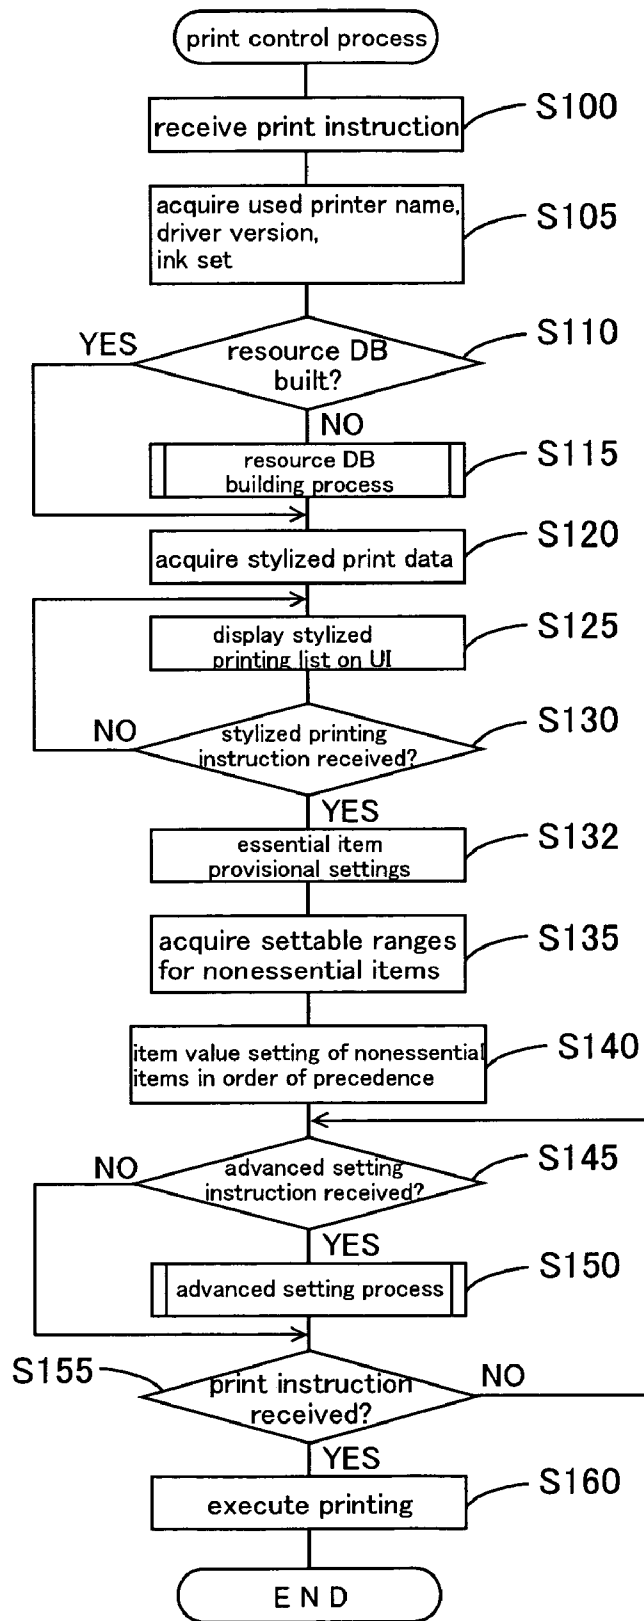 print control process
receive print instruction
S100
acquire used printer name,
driver version,
ink set
S105
YES
resource DB
built?
S110
NO
resource DB
building process
S115
acquire stylized print data
S120
display stylized
printing list on UI
S125
NO
stylized printing
instruction received?
S130
YES
essential item
provisional settings
S132
acquire settable ranges
for nonessential items
S135
item value setting of nonessential
items in order of precedence
S140
NO
advanced setting
instruction received?
S145
YES
advanced setting process
S150
S155
print instruction
received?
NO
YES
execute printing
S160
END